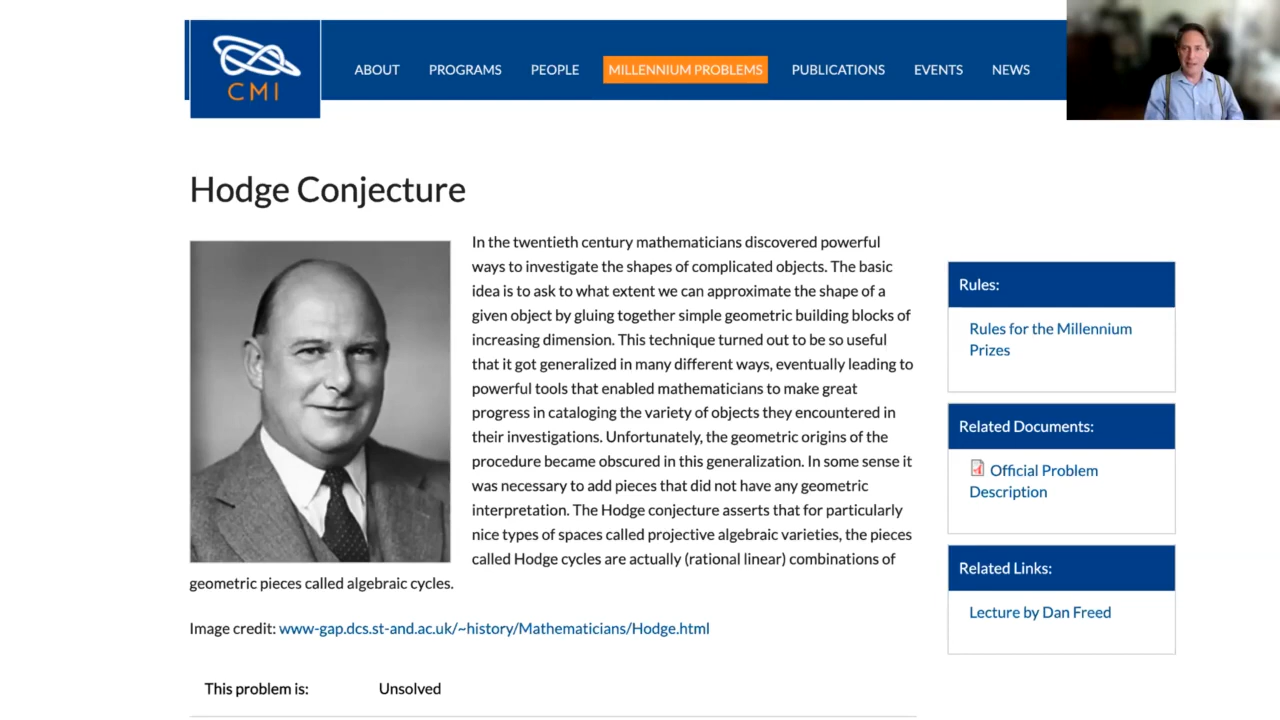 CMI
ABOUT PROGRAMS PEOPLE MILLENNIUM PROBLEMS PUBLICATIONS EVENTS NEWS
Hodge Conjecture
In the twentieth century mathematicians discovered powerful
ways to investigate the shapes of complicated objects. The basic
idea is to ask to what extent we can approximate the shape of a
given object by gluing together simple geometric building blocks of
increasing dimension. This technique turned out to be so useful
that it got generalized in many different ways, eventually leading to
powerful tools that enabled mathematicians to make great
progress in cataloging the variety of objects they encountered in
their investigations. Unfortunately, the geometric origins of the
procedure became obscured in this generalization. In some sense it
was necessary to add pieces that did not have any geometric
interpretation. The Hodge conjecture asserts that for particularly
nice types of spaces called projective algebraic varieties, the pieces
called Hodge cycles are actually (rational linear) combinations of
geometric pieces called algebraic cycles.
Image credit: www-gap.dcs.st-and.ac.uk/~history/Mathematicians/Hodge.html
This problem is: Unsolved
Rules:
Rules for the Millennium
Prizes
Related Documents:
Official Problem
Description
Related Links:
Lecture by Dan Freed